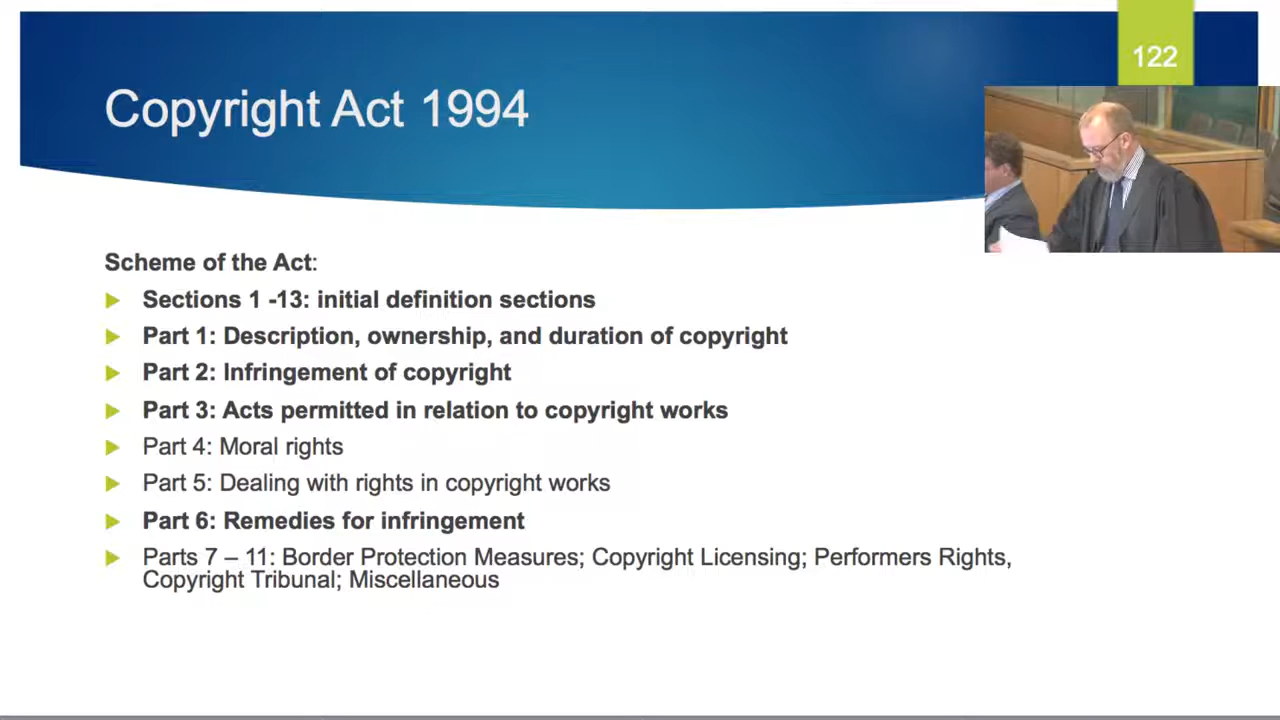 122
Copyright Act 1994
Scheme of the Act:
Sections 1 -13: initial definition sections
Part 1: Description, ownership, and duration of copyright
Part 2: Infringement of copyright
Part 3: Acts permitted in relation to copyright works
Part 4: Moral rights
Part 5: Dealing with rights in copyright works
Part 6: Remedies for infringement
Parts 7 – 11: Border Protection Measures; Copyright Licensing; Performers Rights,
Copyright Tribunal; Miscellaneous